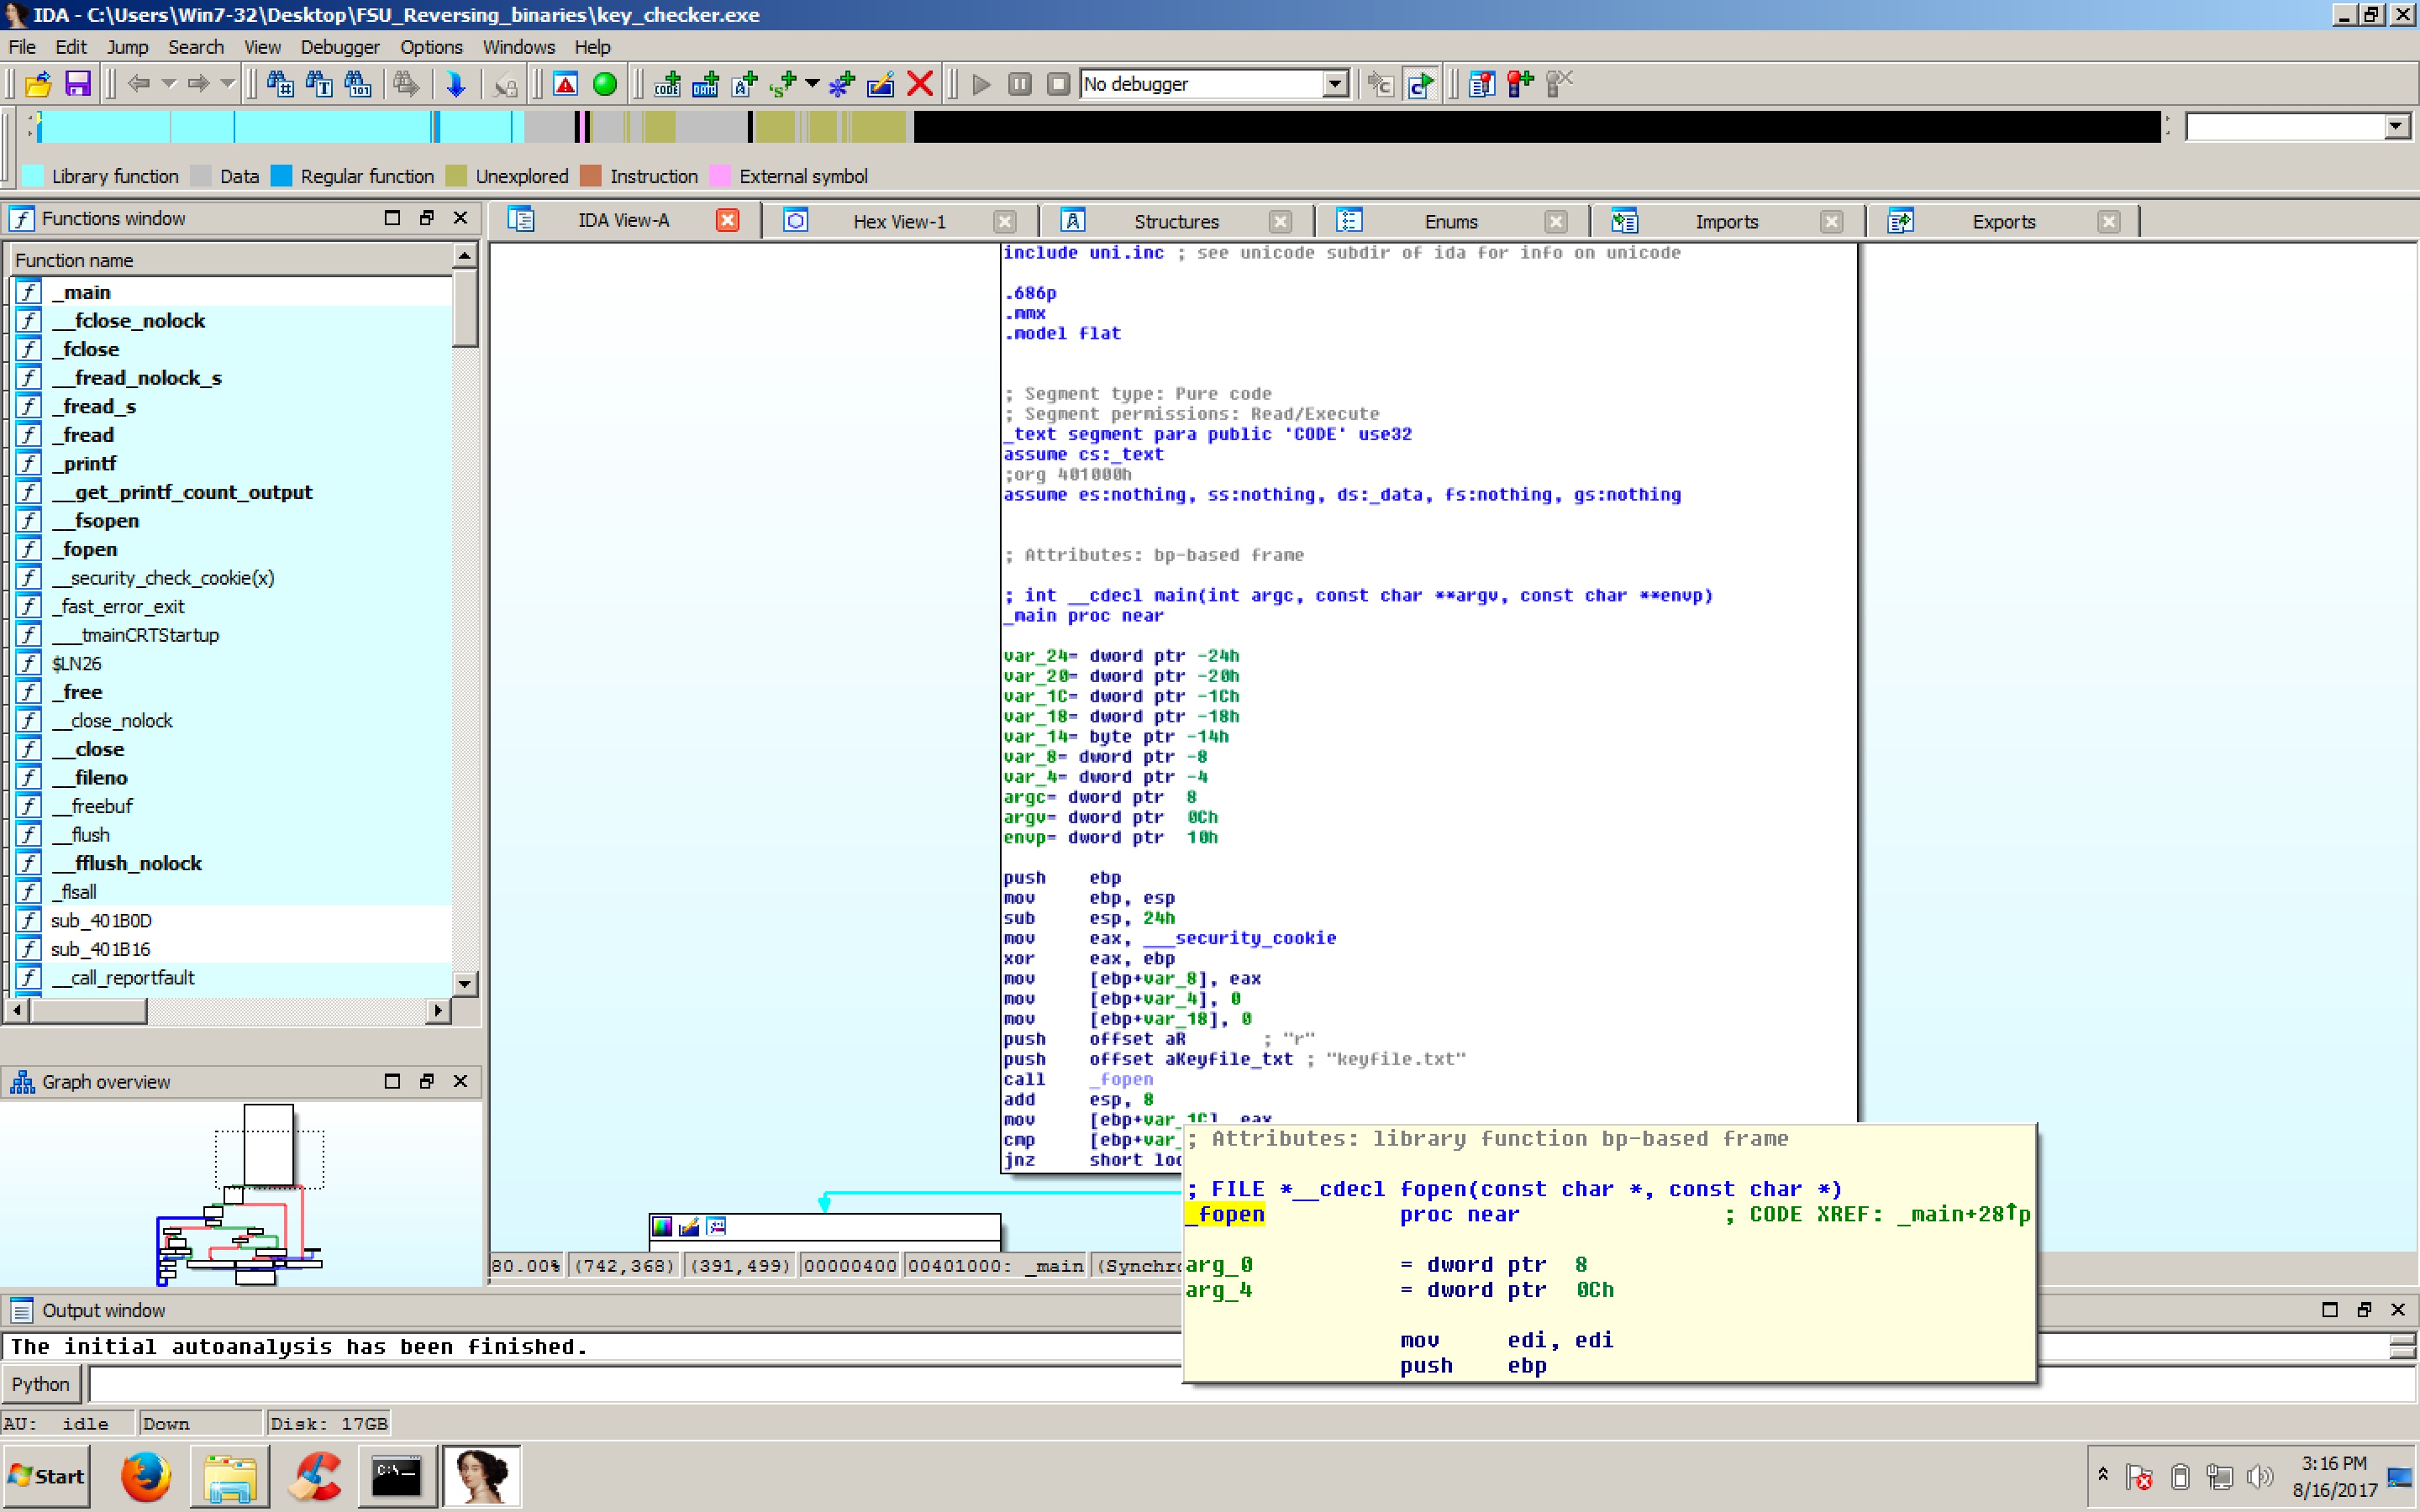 IDA - C:\Users\Win7-32\Desktop\FSU_Reversing_binaries\key_checker.exe
File Edit Jump Search View Debugger Options Windows Help
No debugger
Library function Data Regular function Unexplored Instruction External symbol
Functions window
IDA View-A Hex View-1 Structures Enums Imports Exports
Function name
_main
__fclose_nolock
_fclose
__fread_nolock_s
_fread_s
_fread
_printf
__get_printf_count_output
__fsopen
_fopen
__security_check_cookie(x)
_fast_error_exit
___tmainCRTStartup
$LN26
_free
__close_nolock
__close
__fileno
__freebuf
__flush
__fflush_nolock
_flsall
sub_401B0D
sub_401B16
__call_reportfault
Graph overview
include uni.inc ; see unicode subdir of ida for info on unicode
.686p
.mmx
.model flat
; Segment type: Pure code
; Segment permissions: Read/Execute
_text segment para public 'CODE' use32
assume cs:_text
;org 401000h
assume es:nothing, ss:nothing, ds:_data, fs:nothing, gs:nothing
; Attributes: bp-based frame
; int __cdecl main(int argc, const char **argv, const char **envp)
_main proc near
var_24= dword ptr -24h
var_20= dword ptr -20h
var_1C= dword ptr -1Ch
var_18= dword ptr -18h
var_14= byte ptr -14h
var_8= dword ptr -8
var_4= dword ptr -4
argc= dword ptr 8
argv= dword ptr 0Ch
envp= dword ptr 10h
push ebp
mov ebp, esp
sub esp, 24h
mov eax, ___security_cookie
xor eax, ebp
mov [ebp+var_8], eax
mov [ebp+var_4], 0
mov [ebp+var_18], 0
push offset aR ; "r"
push offset aKeyfile_txt ; "keyfile.txt"
call _fopen
add esp, 8
mov [ebp+var_1C], eax
cmp [ebp+var_
jnz short loc
; Attributes: library function bp-based frame
; FILE *__cdecl fopen(const char *, const char *)
_fopen proc near ; CODE XREF: _main+28↑p
arg_0 = dword ptr 8
arg_4 = dword ptr 0Ch
mov edi, edi
push ebp
80.00% (742,368) (391,499) 00000400 00401000: _main (Synchro
Output window
The initial autoanalysis has been finished.
Python
AU: idle Down Disk: 17GB
Start
C:\
3:16 PM
8/16/2017